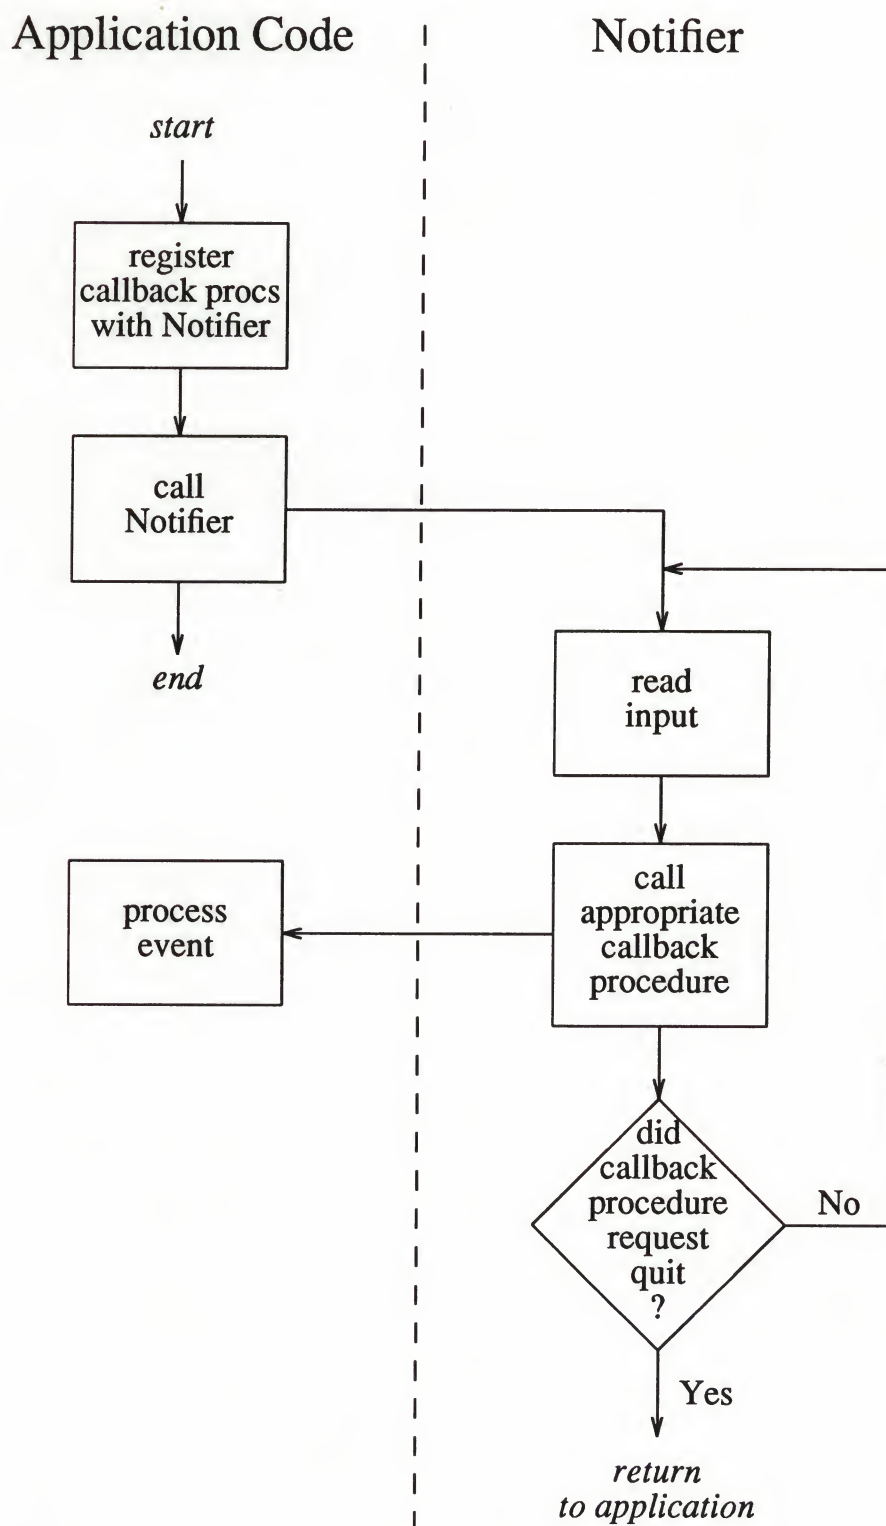 Application Code
Notifier
start
register
callback procs
with Notifier
call
Notifier
end
read
input
call
appropriate
callback
procedure
process
event
did
callback
procedure
request
quit
?
No
Yes
return
to application